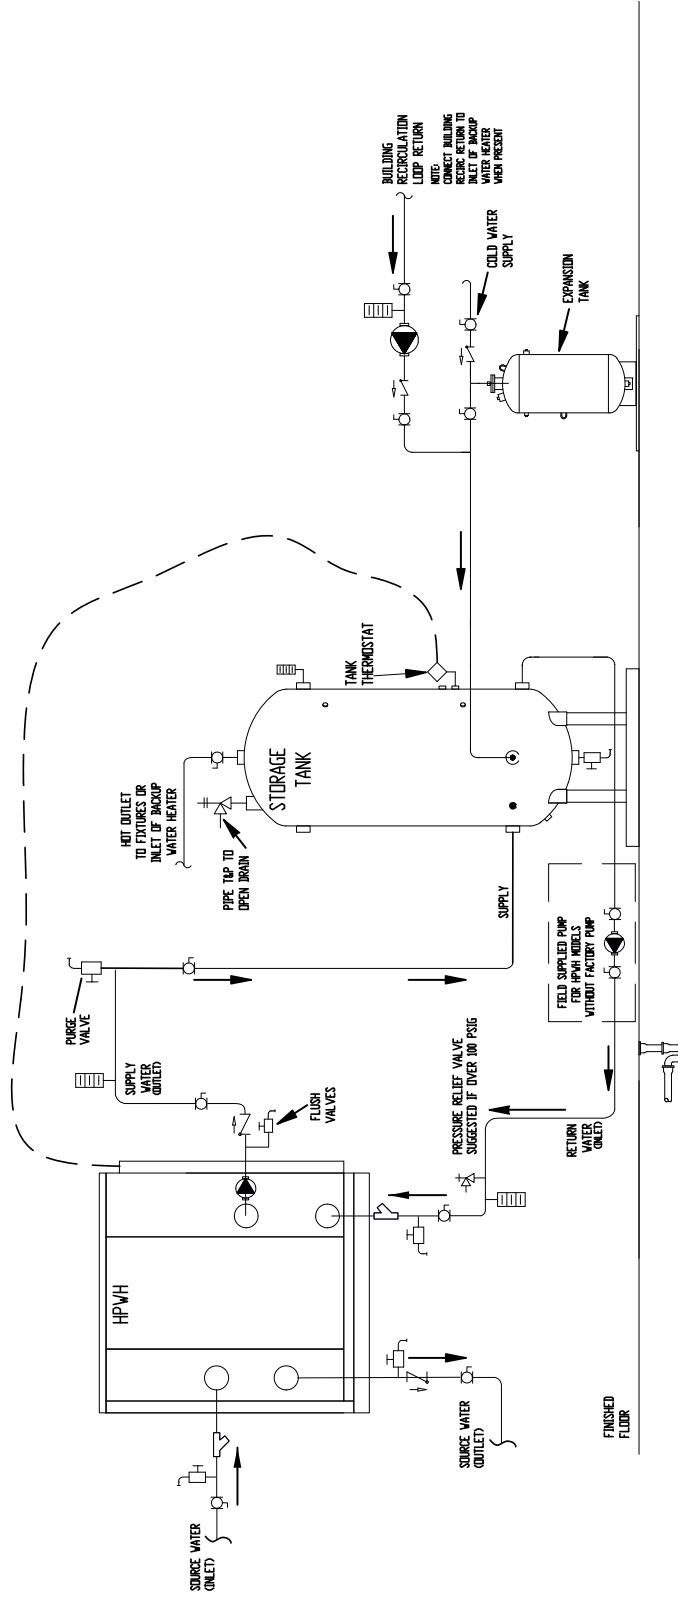 HPWH
SOURCE WATER
(INLET)
SOURCE WATER
(OUTLET)
PURGE
VALVE
SUPPLY
WATER
(OUTLET)
FLUSH
VALVES
PRESSURE RELIEF VALVE
SUGGESTED IF OVER 100 PSIG
RETURN
WATER
(INLET)
FINISHED
FLOOR
HOT OUTLET
TO FIXTURES OR
INLET OF BACKUP
WATER HEATER
PIPE T&P TO
OPEN DRAIN
SUPPLY
FIELD SUPPLIED PUMP
FOR HPWH MODELS
WITHOUT FACTORY PUMP
STORAGE
TANK
TANK
THERMOSTAT
BUILDING
RECIRCULATION
LOOP RETURN
NOTE:
CONNECT BUILDING
RECIRC RETURN TO
INLET OF BACKUP
WATER HEATER
WHEN PRESENT
COLD WATER
SUPPLY
EXPANSION
TANK